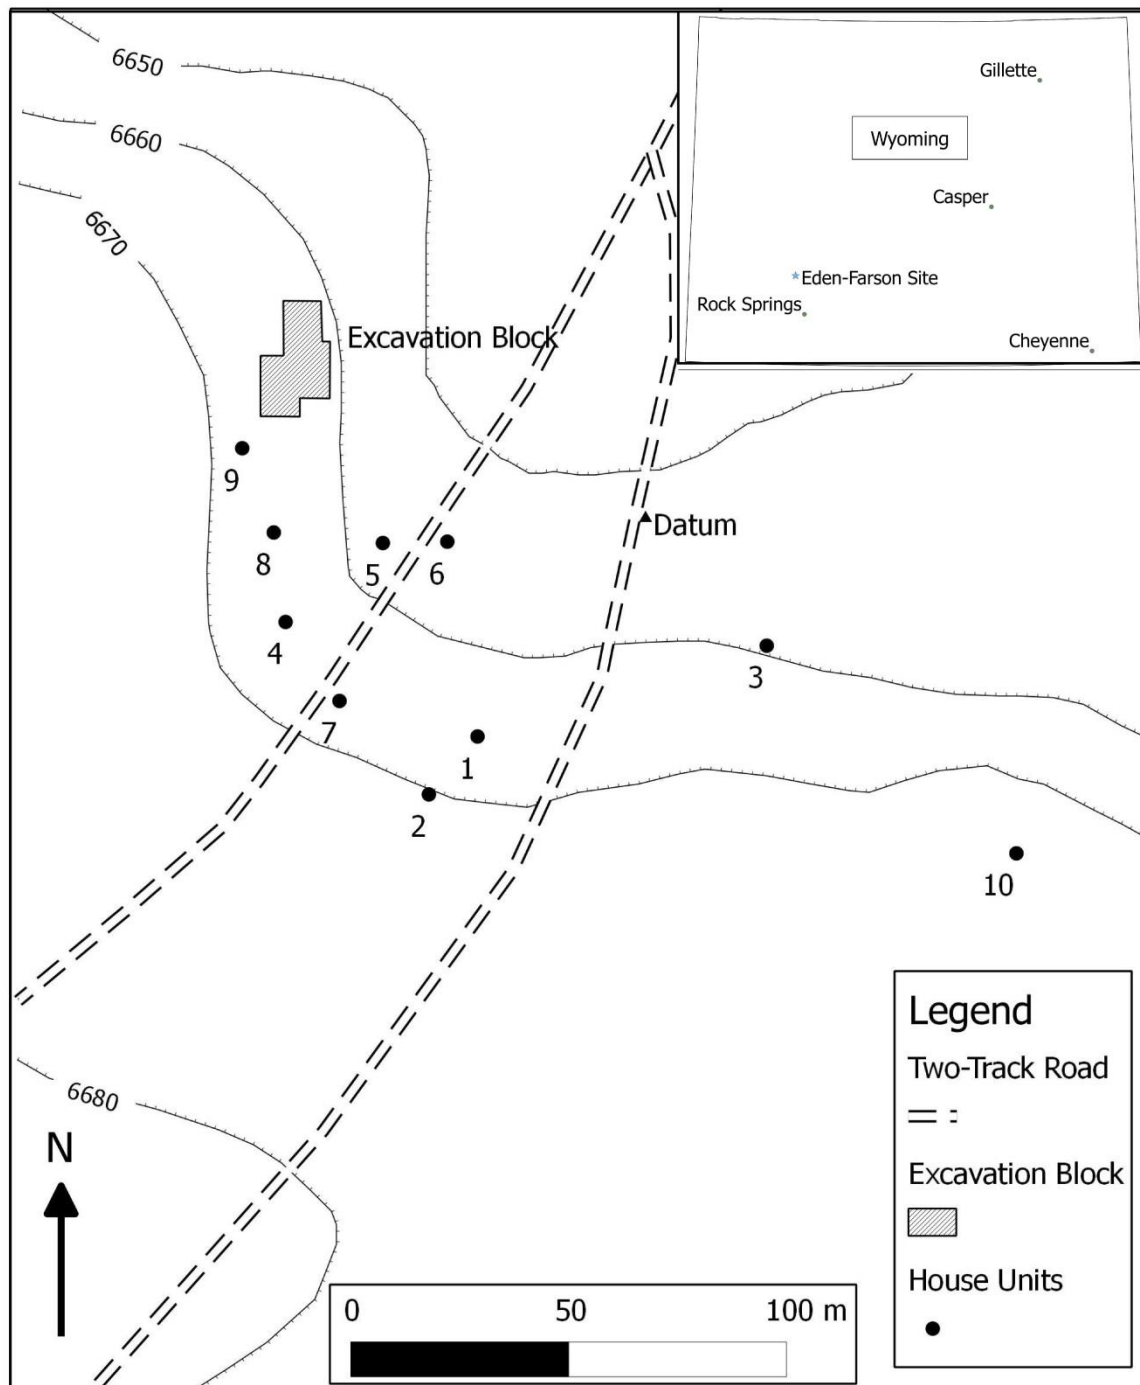 6650
6660
6670
Gillette
Wyoming
Casper
Eden-Farson Site
Rock Springs
Cheyenne
Excavation Block
9
8
5
6
Datum
4
3
7
1
2
10
6680
N
Legend
Two-Track Road
Excavation Block
House Units
0 50 100 m